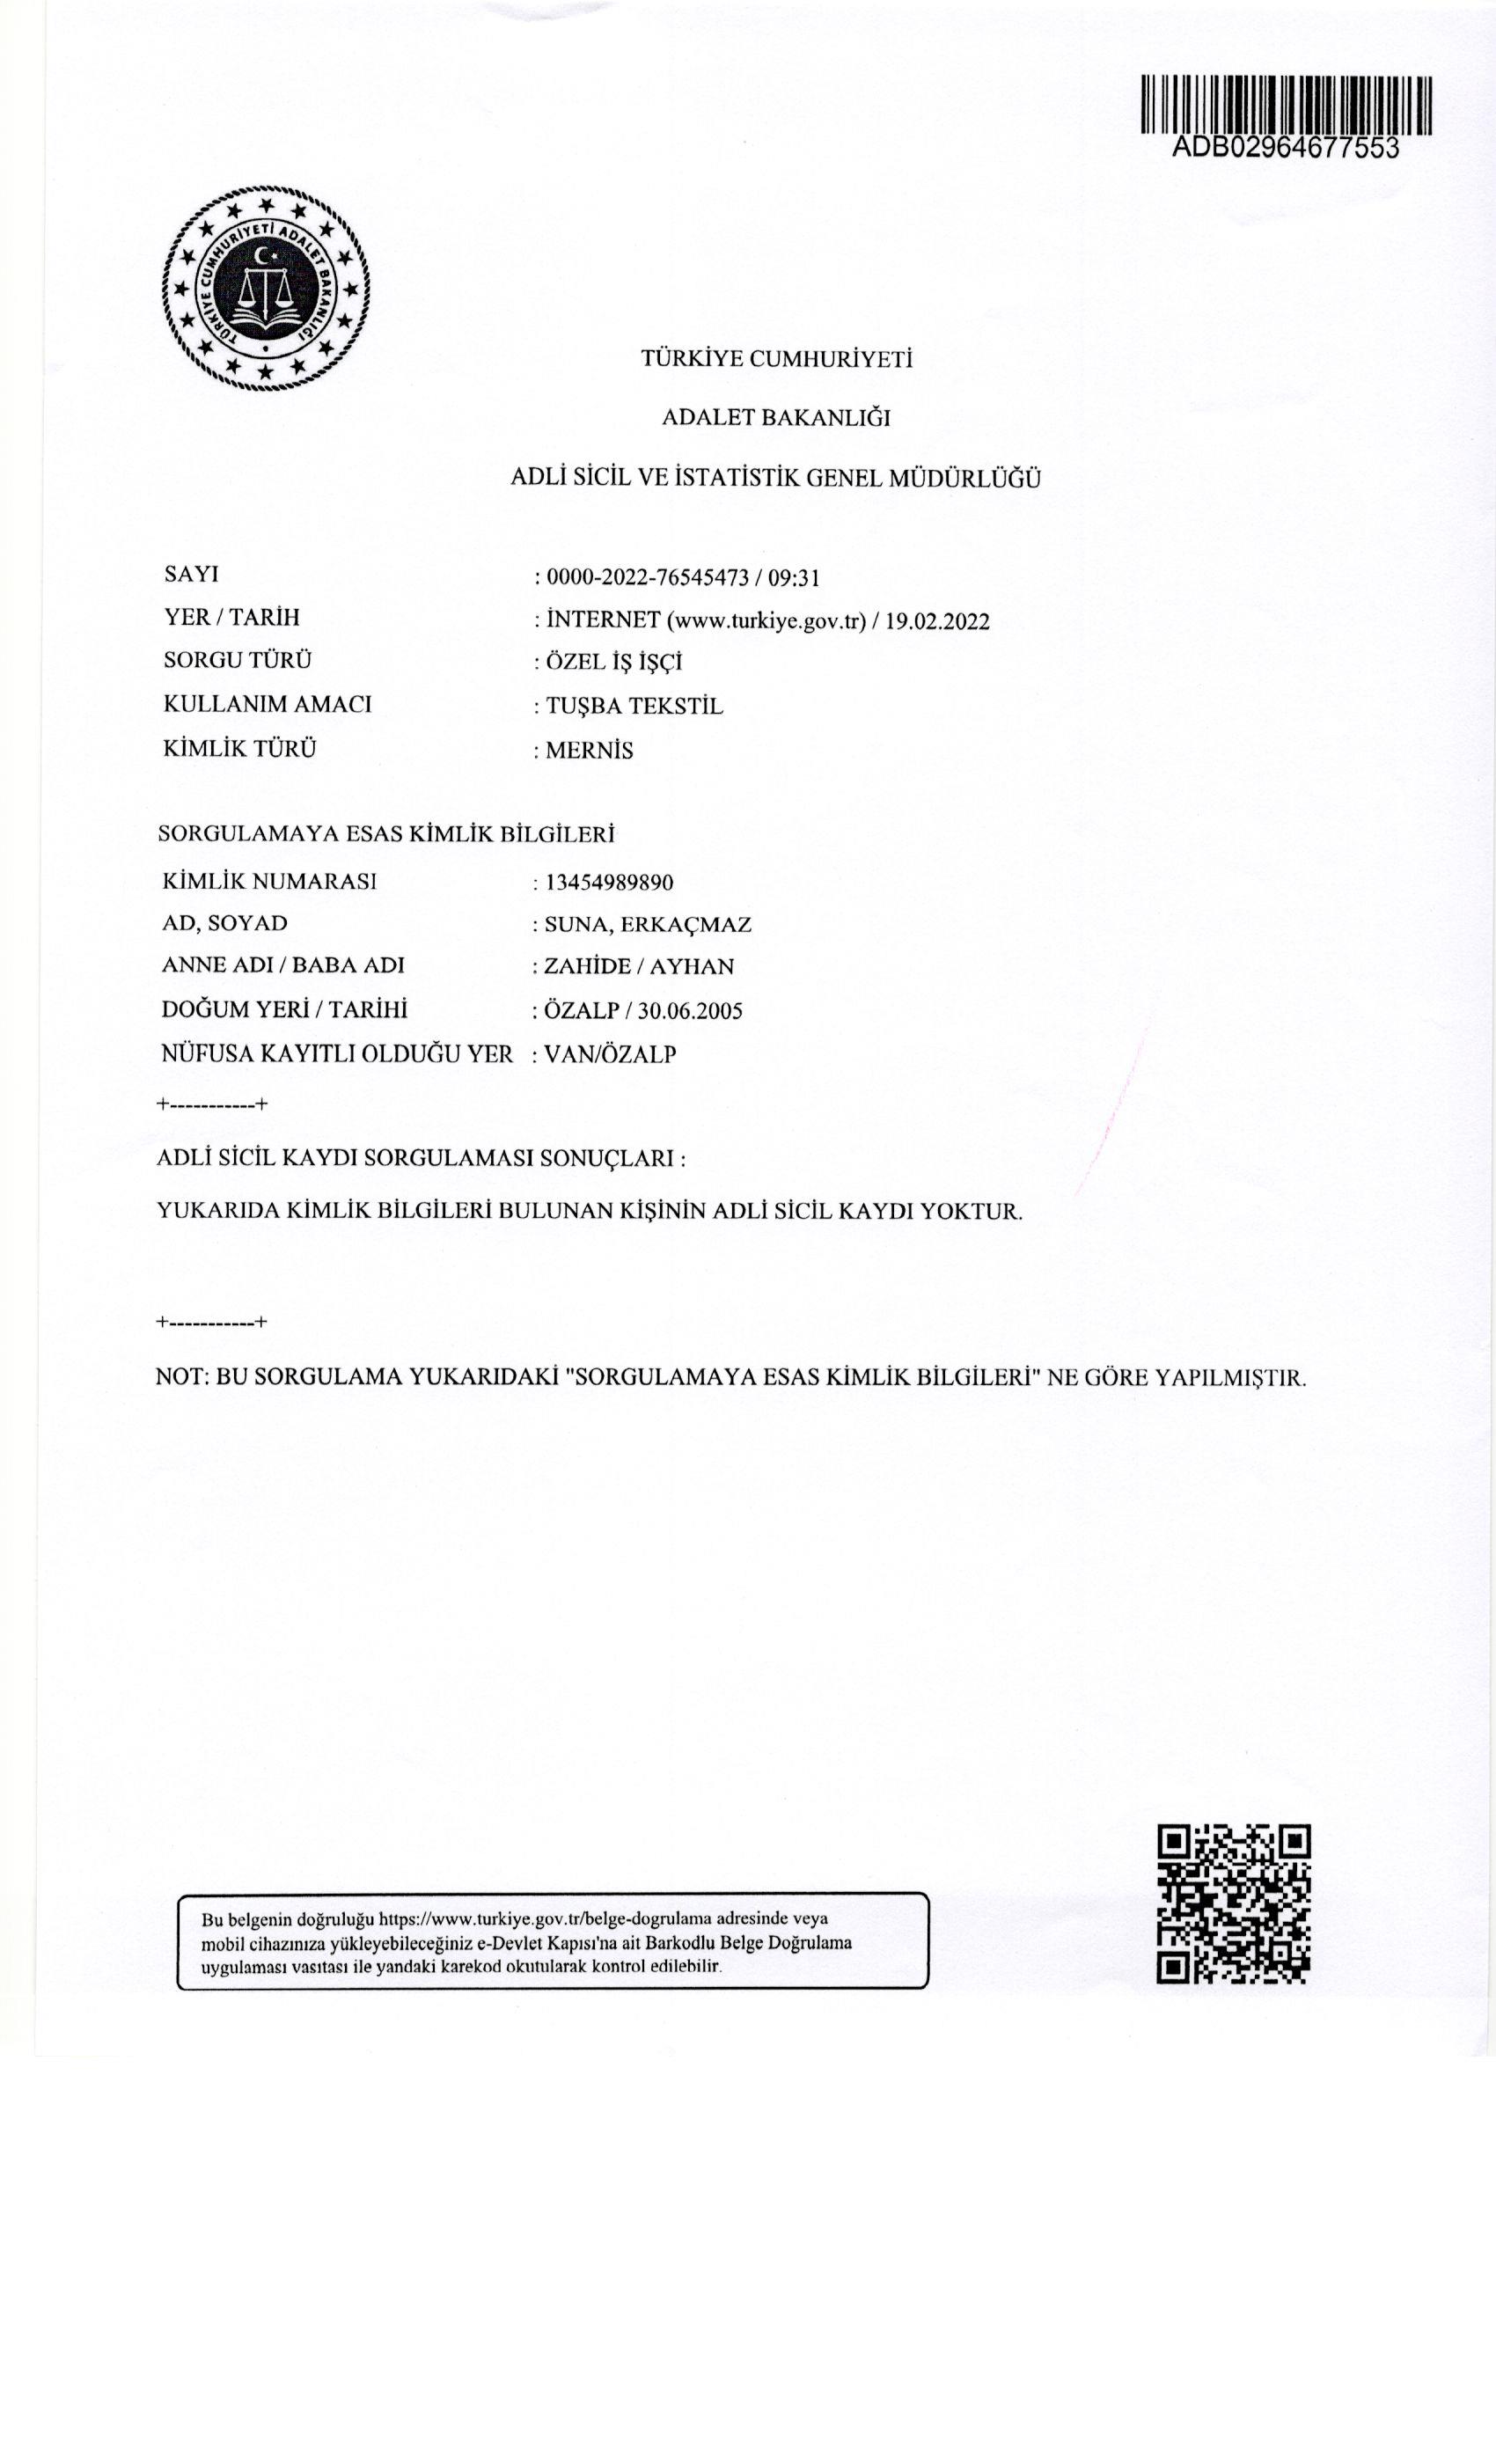 ADB02964677553
TÜRKİYE CUMHURİYETİ ADALET BAKANLIĞI
TÜRKİYE CUMHURİYETİ
ADALET BAKANLIĞI
ADLİ SİCİL VE İSTATİSTİK GENEL MÜDÜRLÜĞÜ
SAYI : 0000-2022-76545473 / 09:31
YER / TARİH : İNTERNET (www.turkiye.gov.tr) / 19.02.2022
SORGU TÜRÜ : ÖZEL İŞ İŞÇİ
KULLANIM AMACI : TUŞBA TEKSTİL
KİMLİK TÜRÜ : MERNİS
SORGULAMAYA ESAS KİMLİK BİLGİLERİ
KİMLİK NUMARASI : 13454989890
AD, SOYAD : SUNA, ERKAÇMAZ
ANNE ADI / BABA ADI : ZAHİDE / AYHAN
DOĞUM YERİ / TARİHİ : ÖZALP / 30.06.2005
NÜFUSA KAYITLI OLDUĞU YER : VAN/ÖZALP
+-----------+
ADLİ SİCİL KAYDI SORGULAMASI SONUÇLARI :
YUKARIDA KİMLİK BİLGİLERİ BULUNAN KİŞİNİN ADLİ SİCİL KAYDI YOKTUR.
+-----------+
NOT: BU SORGULAMA YUKARIDAKİ "SORGULAMAYA ESAS KİMLİK BİLGİLERİ" NE GÖRE YAPILMIŞTIR.
Bu belgenin doğruluğu https://www.turkiye.gov.tr/belge-dogrulama adresinde veya
mobil cihazınıza yükleyebileceğiniz e-Devlet Kapısı'na ait Barkodlu Belge Doğrulama
uygulaması vasıtası ile yandaki karekod okutularak kontrol edilebilir.